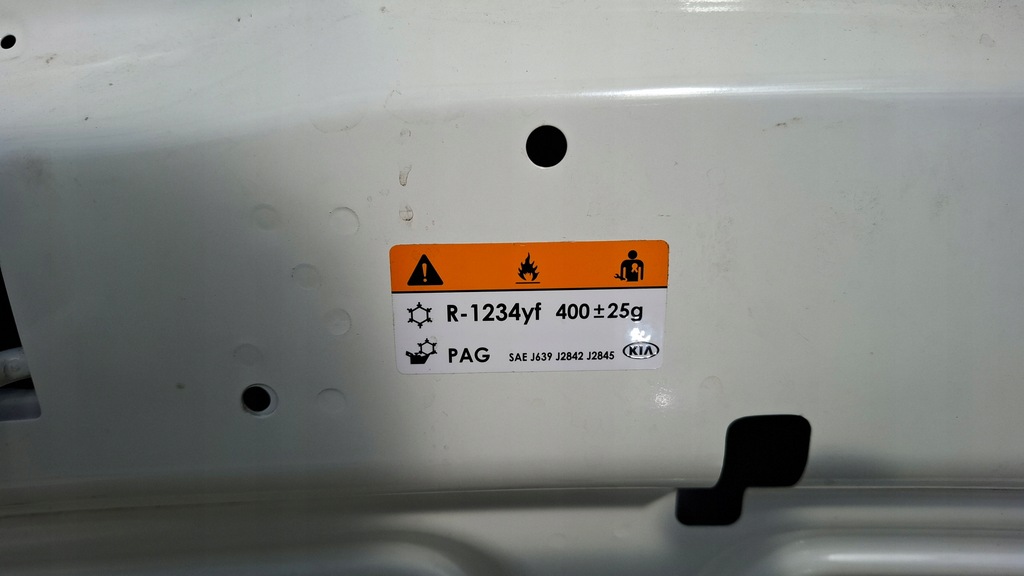 R-1234yf 400±25g
PAG SAE J639 J2842 J2845 KIA